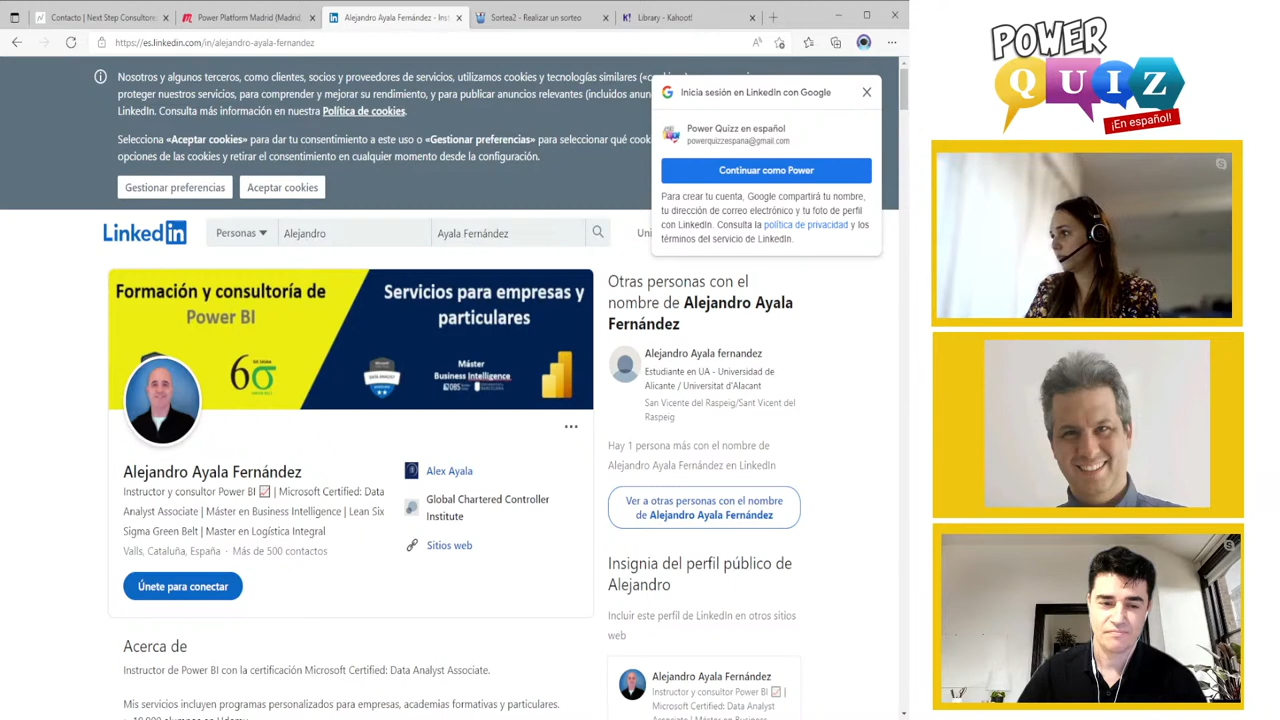 Contacto | Next Step Consultore
Power Platform Madrid (Madrid,
Alejandro Ayala Fernández - Inst
Sortea2 - Realizar un sorteo
Library - Kahoot!
https://es.linkedin.com/in/alejandro-ayala-fernandez
Nosotros y algunos terceros, como clientes, socios y proveedores de servicios, utilizamos cookies y tecnologías similares («co
proteger nuestros servicios, para comprender y mejorar su rendimiento, y para publicar anuncios relevantes (incluidos anun
LinkedIn. Consulta más información en nuestra Política de cookies.
Selecciona «Aceptar cookies» para dar tu consentimiento a este uso o «Gestionar preferencias» para seleccionar qué cook
opciones de las cookies y retirar el consentimiento en cualquier momento desde la configuración.
Gestionar preferencias
Aceptar cookies
Inicia sesión en LinkedIn con Google
Power Quizz en español
powerquizzespana@gmail.com
Continuar como Power
Para crear tu cuenta, Google compartirá tu nombre,
tu dirección de correo electrónico y tu foto de perfil
con LinkedIn. Consulta la política de privacidad y los
términos del servicio de LinkedIn.
LinkedIn
Personas
Alejandro
Ayala Fernández
Formación y consultoría de
Power BI
Servicios para empresas y
particulares
6σ
Máster
Business Intelligence
OBS
Alejandro Ayala Fernández
Instructor y consultor Power BI | Microsoft Certified: Data
Analyst Associate | Máster en Business Intelligence | Lean Six
Sigma Green Belt | Master en Logística Integral
Valls, Cataluña, España · Más de 500 contactos
Únete para conectar
Alex Ayala
Global Chartered Controller
Institute
Sitios web
Acerca de
Instructor de Power BI con la certificación Microsoft Certified: Data Analyst Associate.
Mis servicios incluyen programas personalizados para empresas, academias formativas y particulares.
Otras personas con el
nombre de Alejandro Ayala
Fernández
Alejandro Ayala fernandez
Estudiante en UA - Universidad de
Alicante / Universitat d'Alacant
San Vicente del Raspeig/Sant Vicent del
Raspeig
Hay 1 persona más con el nombre de
Alejandro Ayala Fernández en LinkedIn
Ver a otras personas con el nombre
de Alejandro Ayala Fernández
Insignia del perfil público de
Alejandro
Incluir este perfil de LinkedIn en otros sitios
web
Alejandro Ayala Fernández
Instructor y consultor Power BI |
Microsoft Certified: Data
POWER
QUIZ
¡En español!